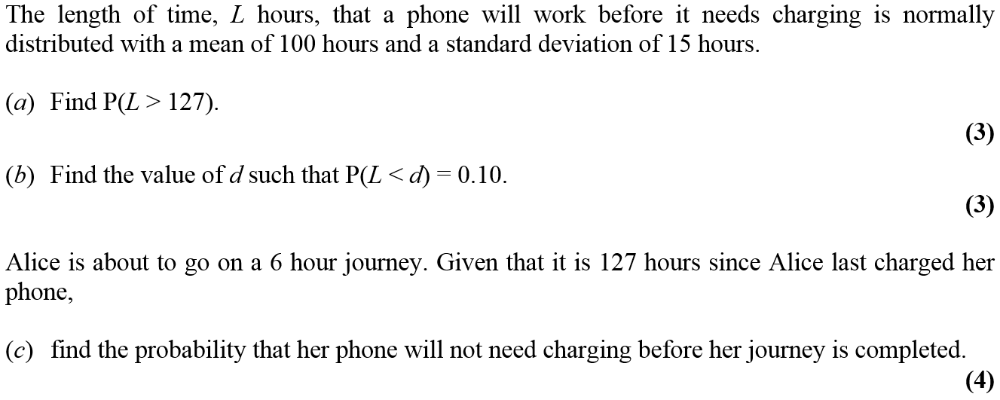 The length of time, L hours, that a phone will work before it needs charging is normally
distributed with a mean of 100 hours and a standard deviation of 15 hours.
(a) Find P(L > 127).
(3)
(b) Find the value of d such that P(L < d) = 0.10.
(3)
Alice is about to go on a 6 hour journey. Given that it is 127 hours since Alice last charged her
phone,
(c) find the probability that her phone will not need charging before her journey is completed.
(4)